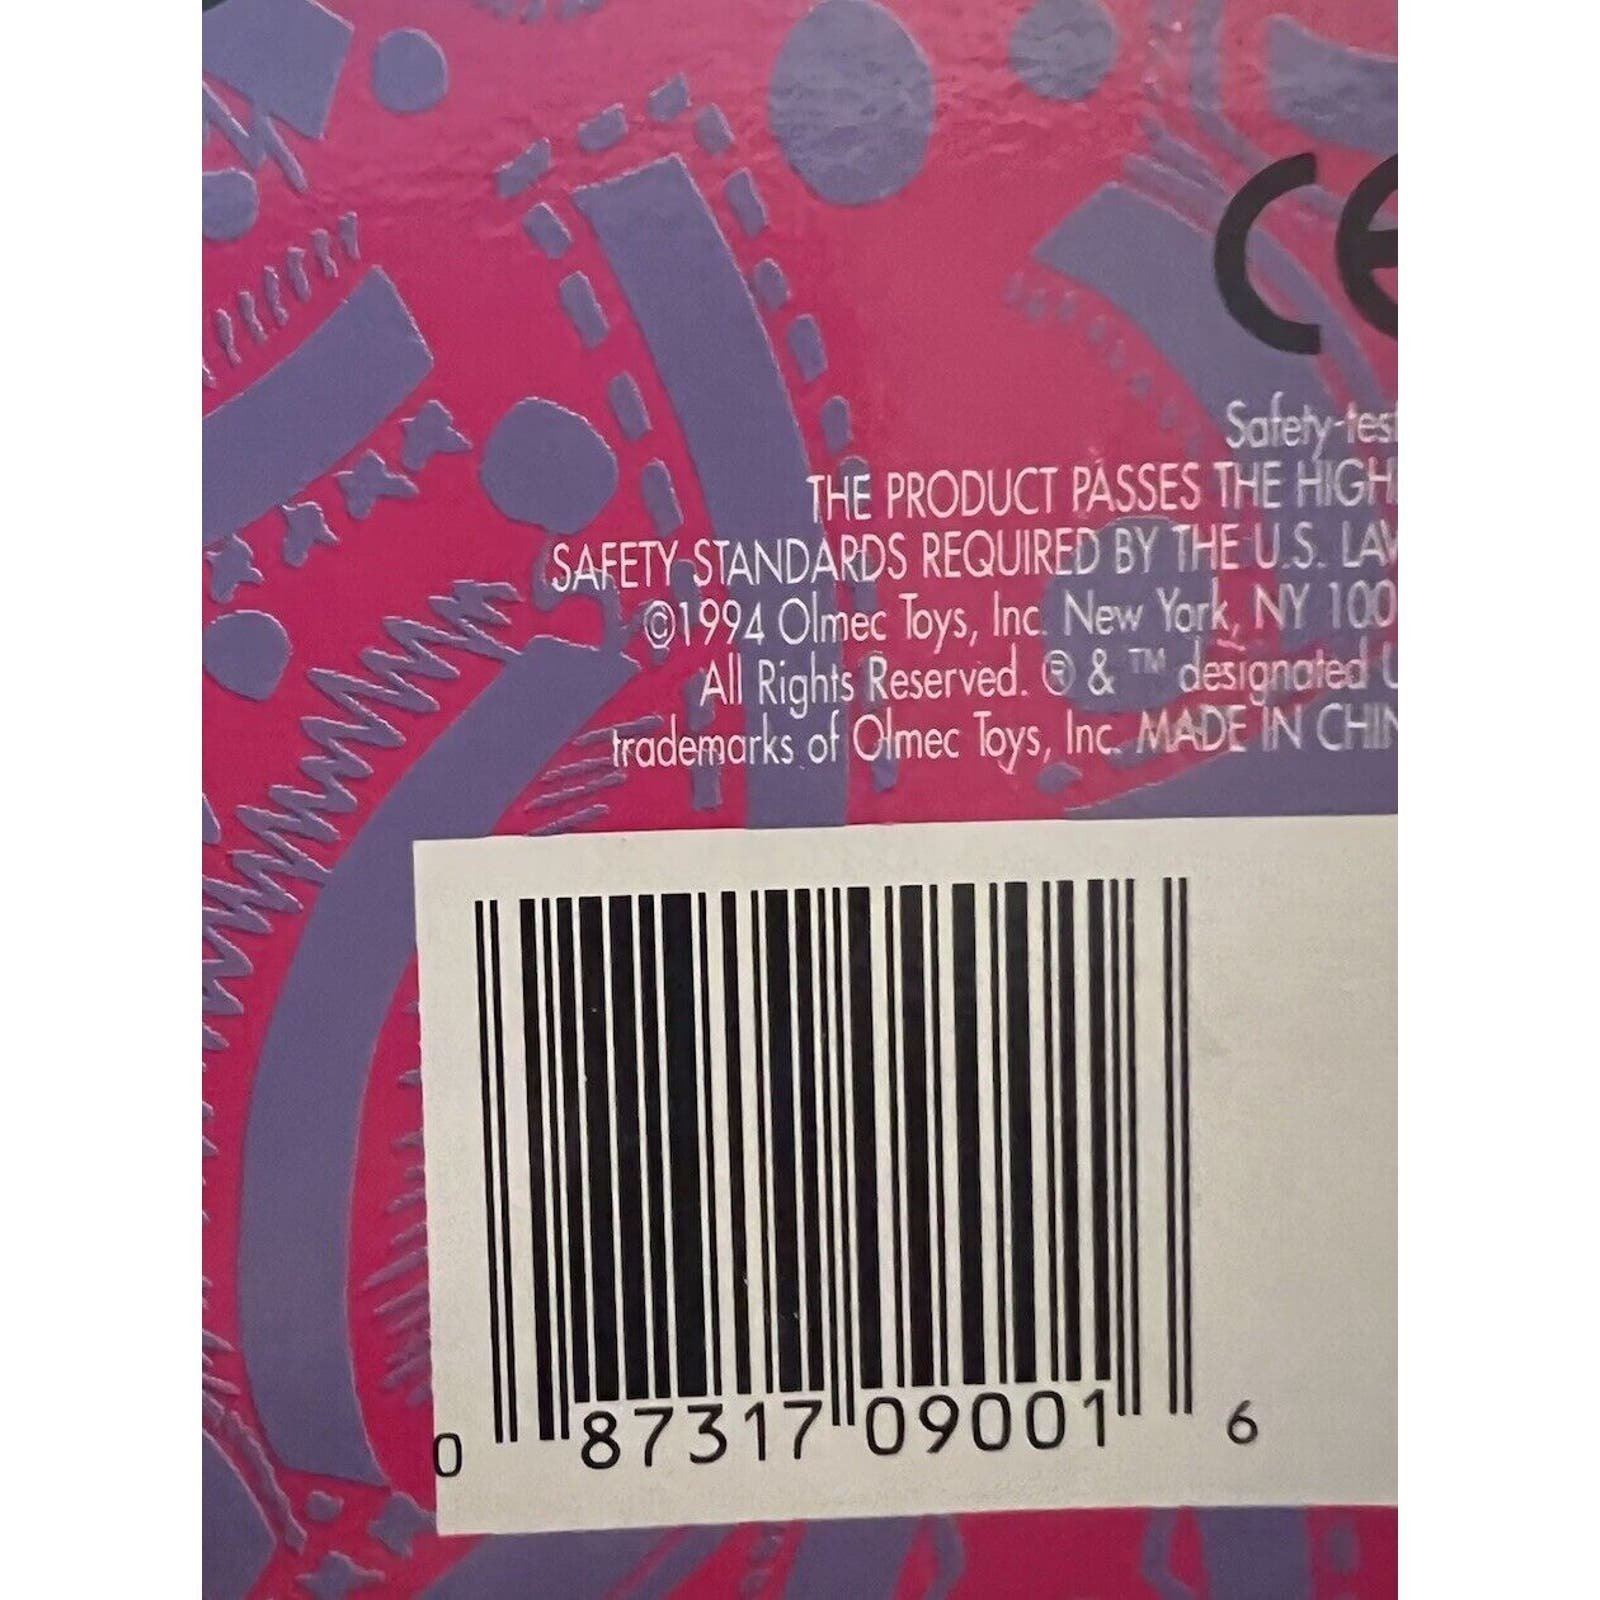 CE
Safety-test
THE PRODUCT PASSES THE HIGH
SAFETY STANDARDS REQUIRED BY THE U.S. LAW
©1994 Olmec Toys, Inc. New York, NY 100
All Rights Reserved. ® & ™ designated U
trademarks of Olmec Toys, Inc. MADE IN CHIN
0 87317 09001 6